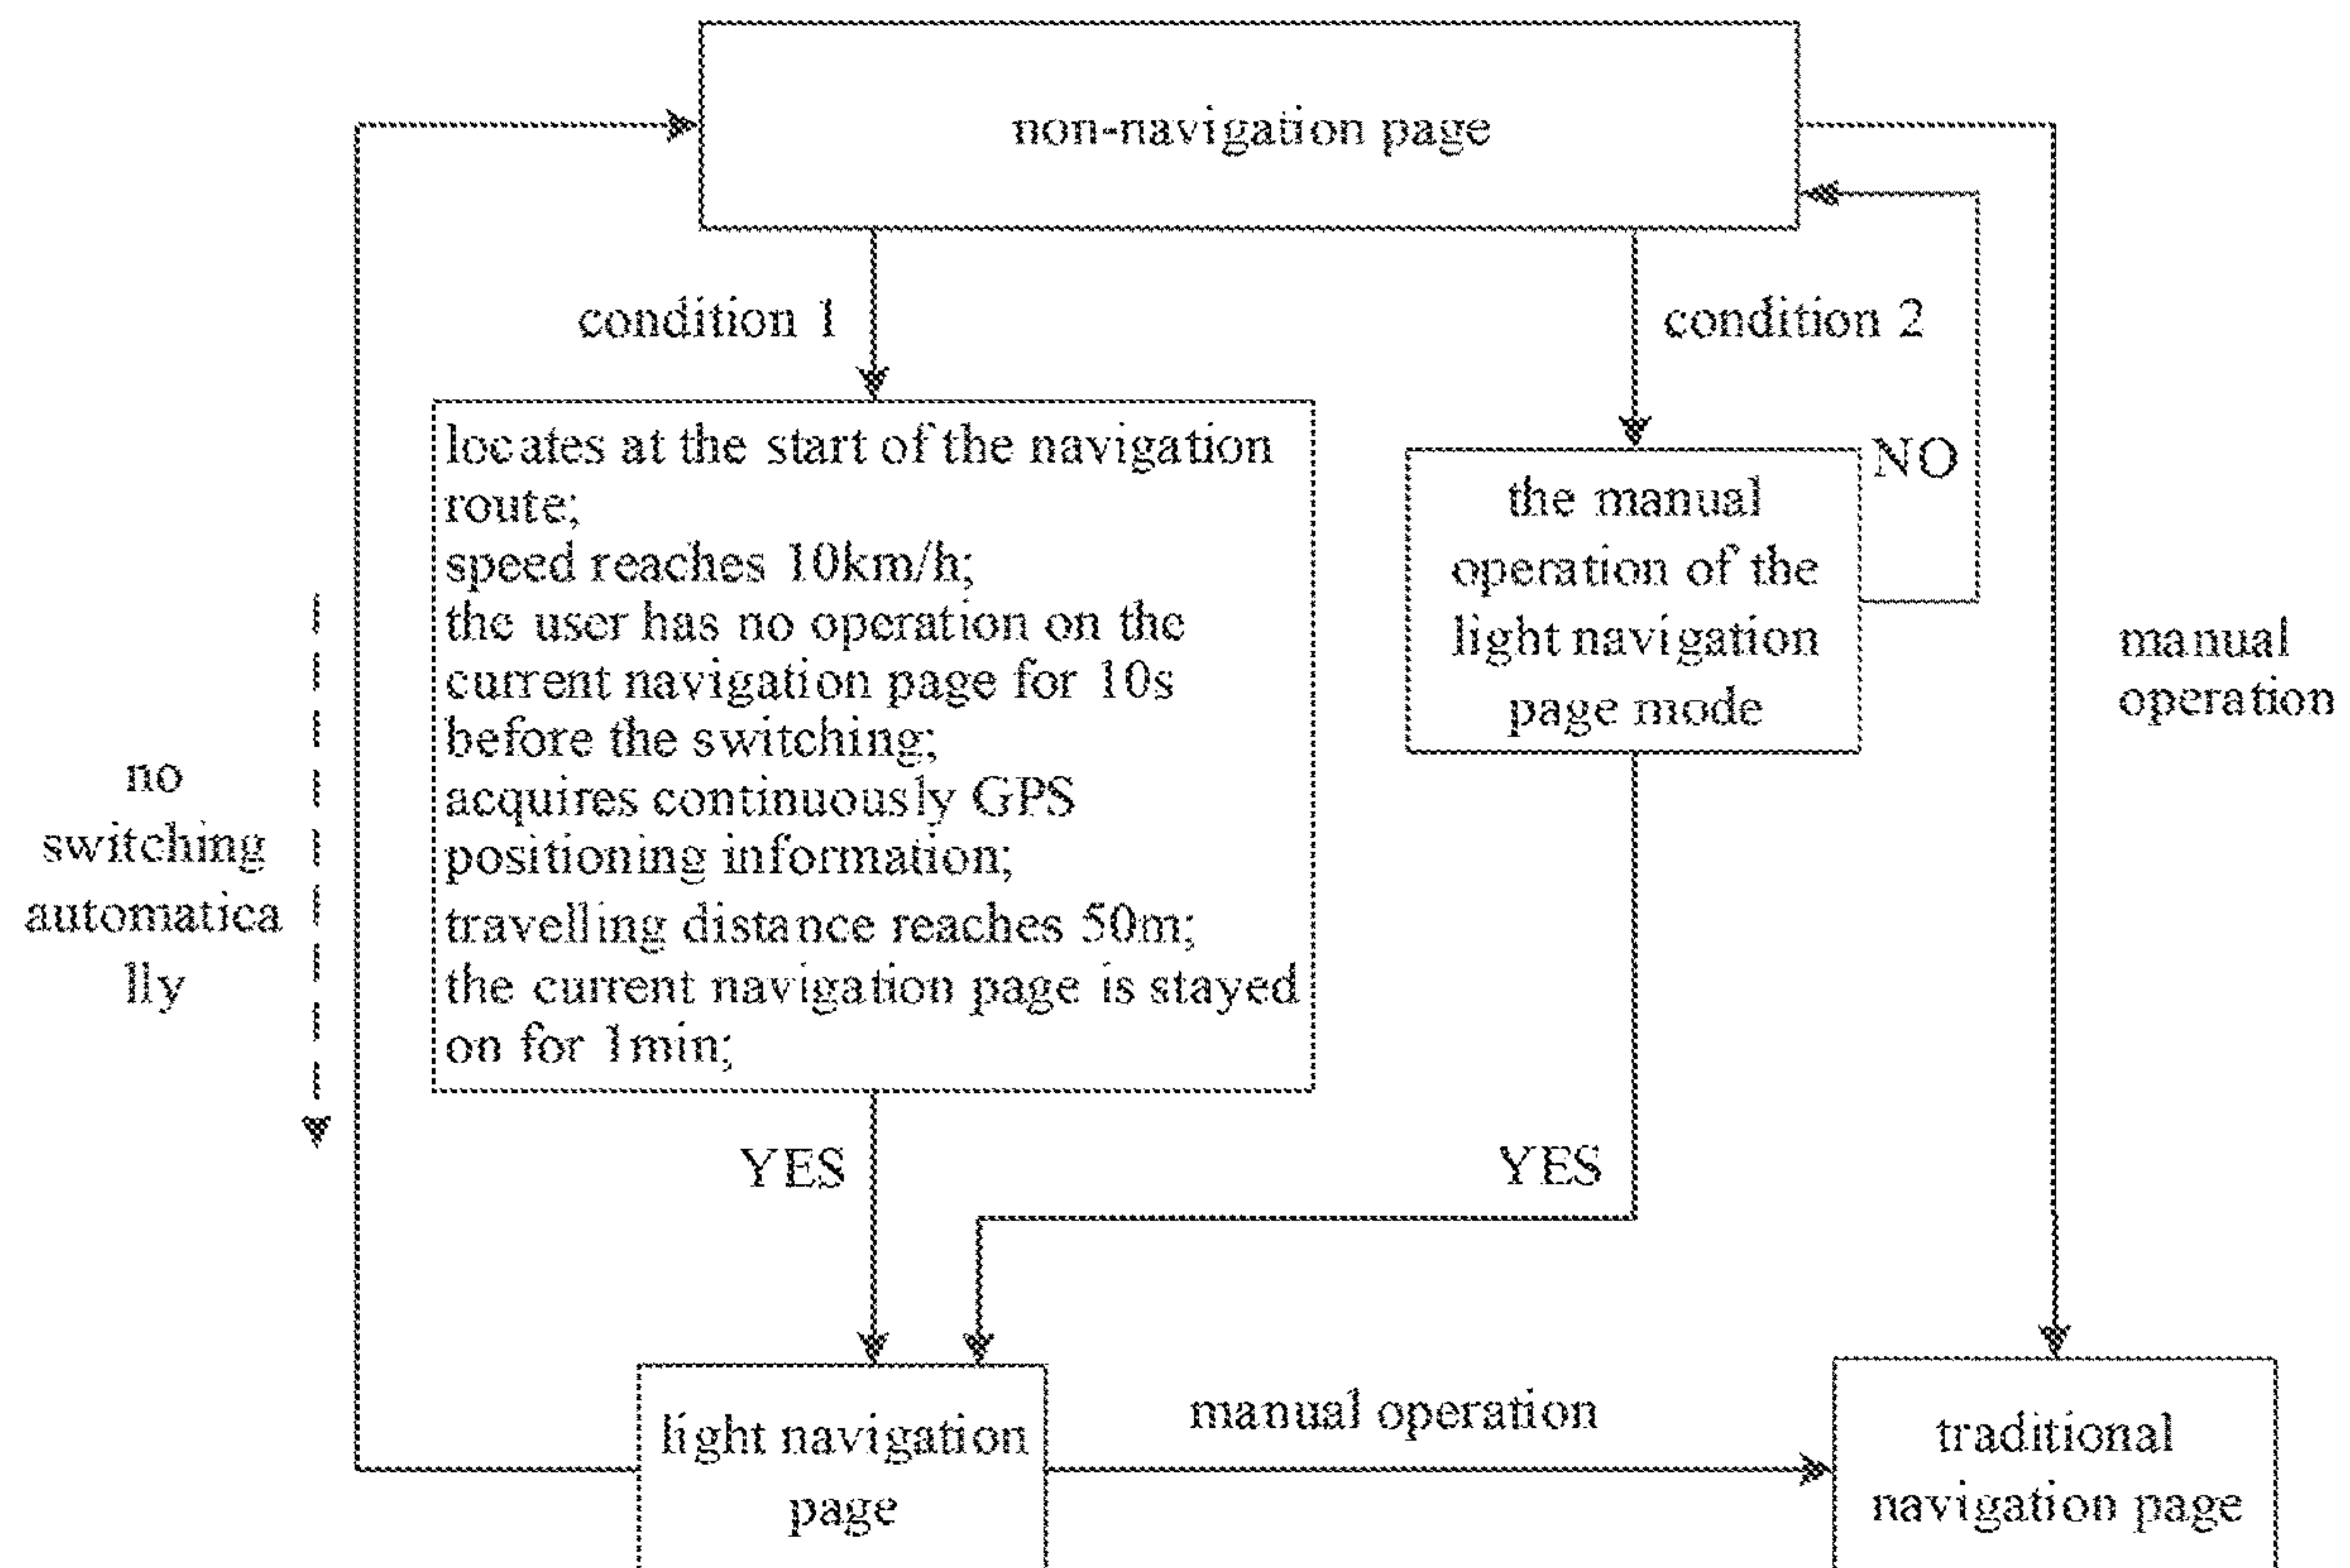 non-navigation page
condition 1
condition 2
locates at the start of the navigation
route;
speed reaches 10km/h;
the user has no operation on the
current navigation page for 10s
before the switching;
acquires continuously GPS
positioning information;
travelling distance reaches 50m;
the current navigation page is stayed
on for 1min;
NO
the manual
operation of the
light navigation
page mode
manual
operation
no
switching
automatica
lly
YES
YES
light navigation
page
manual operation
traditional
navigation page